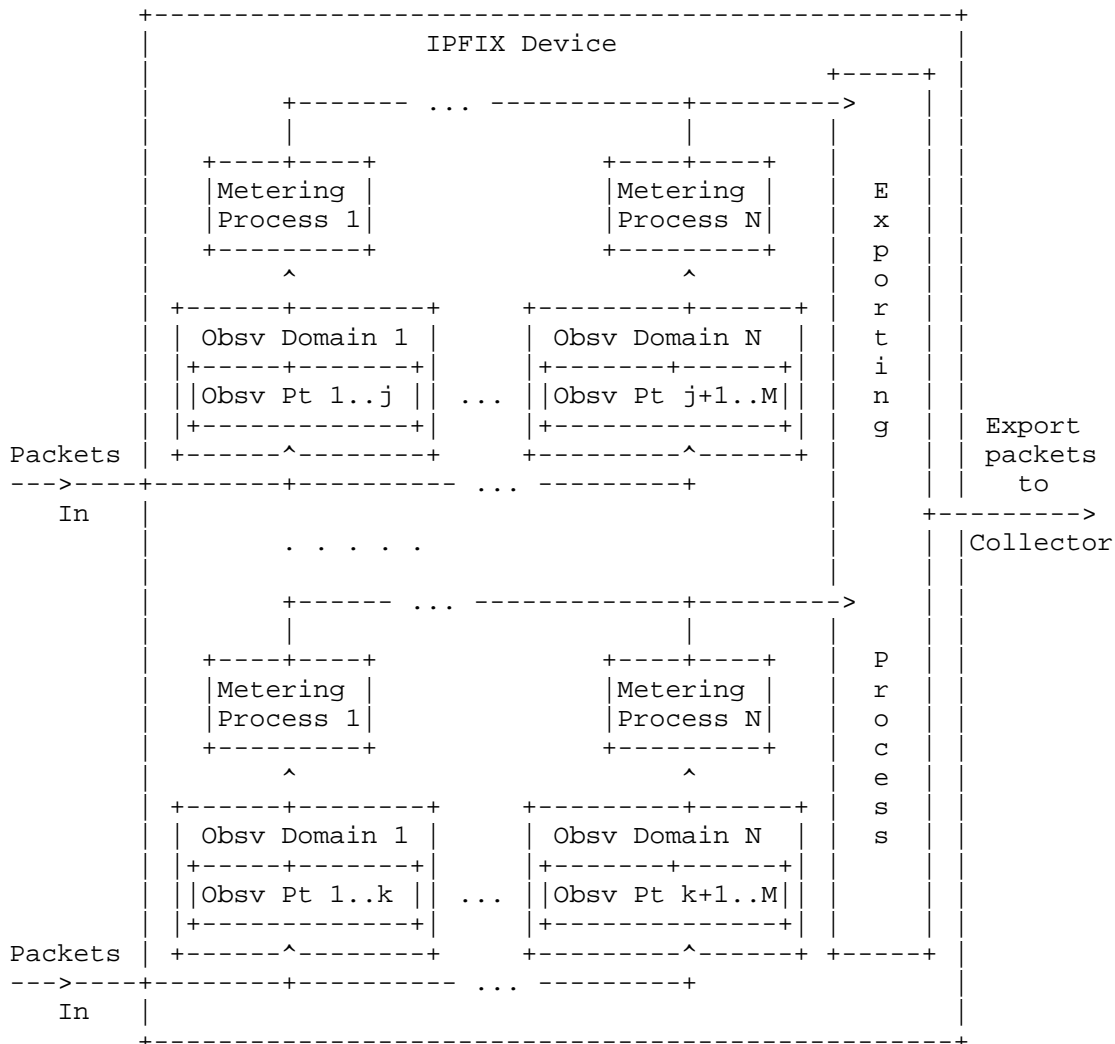 IPFIX Device
Metering Metering
Process 1 Process N
Obsv Domain 1 Obsv Domain N
Obsv Pt 1..j ... Obsv Pt j+1..M
Exporting
Packets
In
...
...
Export
packets
to
Collector
. . . . .
...
Metering Metering
Process 1 Process N
Process
Obsv Domain 1 Obsv Domain N
Obsv Pt 1..k ... Obsv Pt k+1..M
Packets
In
...